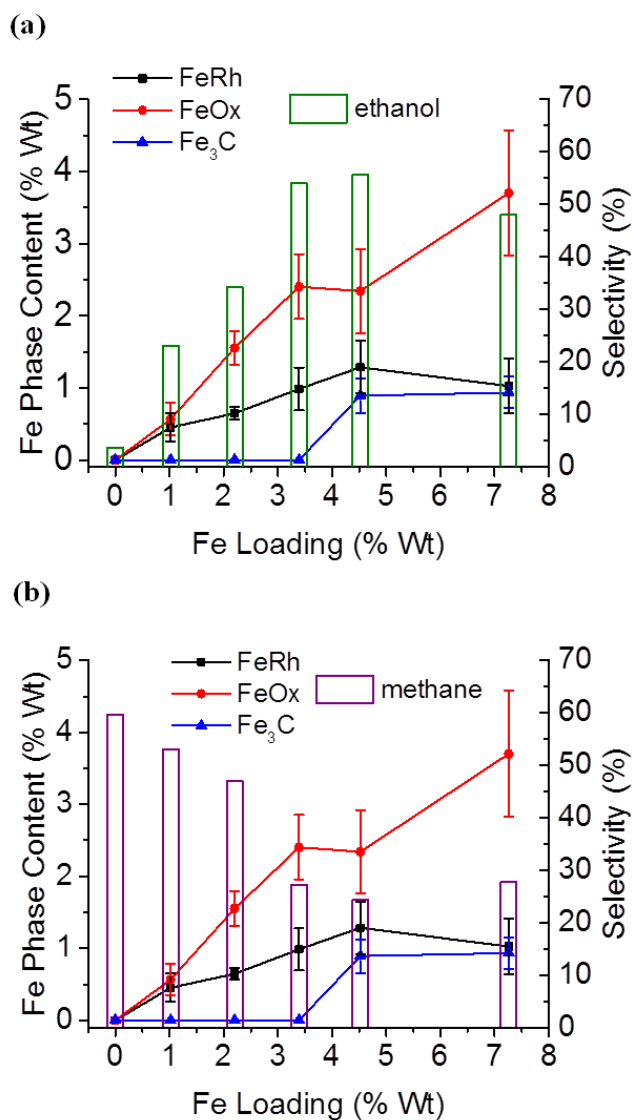 (a)
FeRh
FeOx
Fe₃C
ethanol
Fe Phase Content (% Wt)
5
4
3
2
1
0
70
60
50
40
30
20
10
0
Selectivity (%)
0 1 2 3 4 5 6 7 8
Fe Loading (% Wt)
(b)
FeRh
FeOx
Fe₃C
methane
Fe Phase Content (% Wt)
5
4
3
2
1
0
70
60
50
40
30
20
10
0
Selectivity (%)
0 1 2 3 4 5 6 7 8
Fe Loading (% Wt)